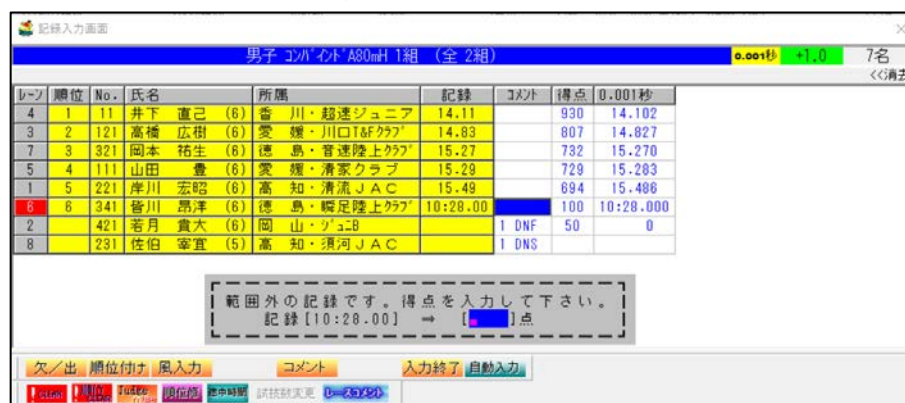 記録入力画面
男子 コンバインドA80mH 1組 (全 2組) 0.001秒 +1.0 7名
<<消去
レーン 順位 No. 氏名 所属 記録 コメント 得点 0.001秒
4 1 11 井下 直己 (6) 香 川・超速ジュニア 14.11 930 14.102
3 2 121 高橋 広樹 (6) 愛 媛・川口T&Fクラブ 14.83 807 14.827
7 3 321 岡本 祐生 (6) 徳 島・音速陸上クラブ 15.27 732 15.270
5 4 111 山田 豊 (6) 愛 媛・清家クラブ 15.29 729 15.283
1 5 221 岸川 宏昭 (6) 高 知・清流JAC 15.49 694 15.486
6 6 341 皆川 昂洋 (6) 徳 島・瞬足陸上クラブ 10:28.00 100 10:28.000
2 421 若月 貴大 (6) 岡 山・ジュニB 1 DNF 50 0
8 231 佐伯 宰宜 (5) 高 知・須河JAC 1 DNS
範囲外の記録です。得点を入力して下さい。
記録[10:28.00] ⇒ [ ]点
欠/出 順位付け 風入力 コメント 入力終了 自動入力
順位修 途中時間 試技数変更 レースコメント